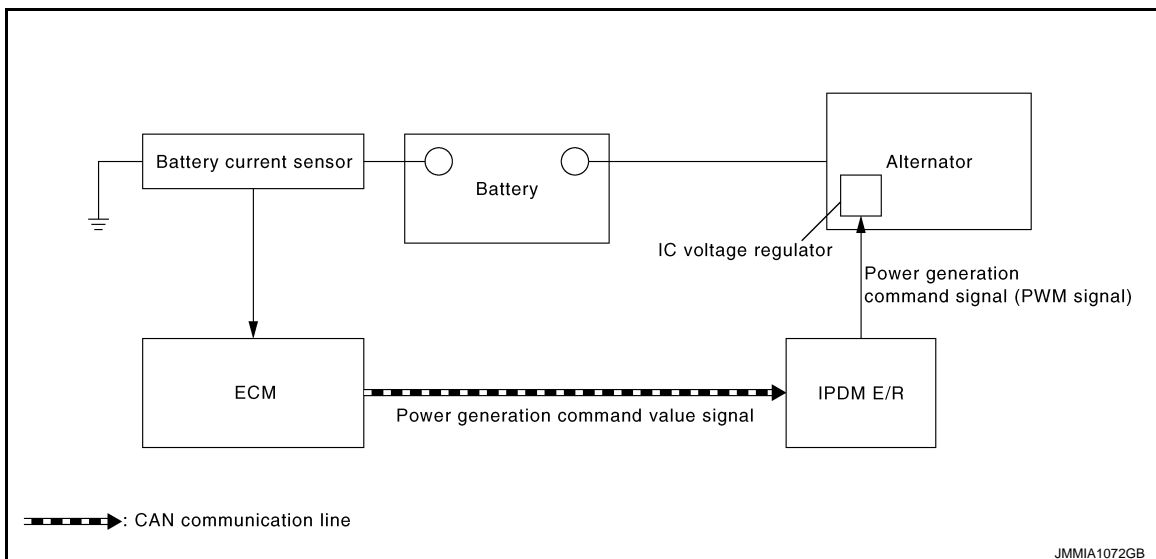 Battery current sensor
Battery
Alternator
IC voltage regulator
Power generation
command signal (PWM signal)
ECM
IPDM E/R
Power generation command value signal
: CAN communication line
JMMIA1072GB